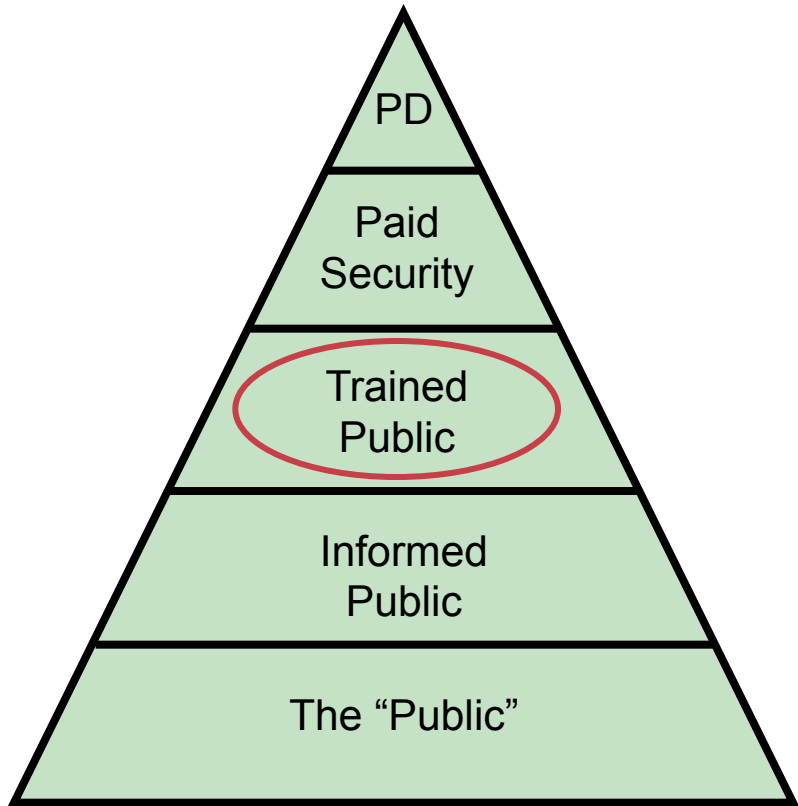 PD
Paid
Security
Trained
Public
Informed
Public
The “Public”